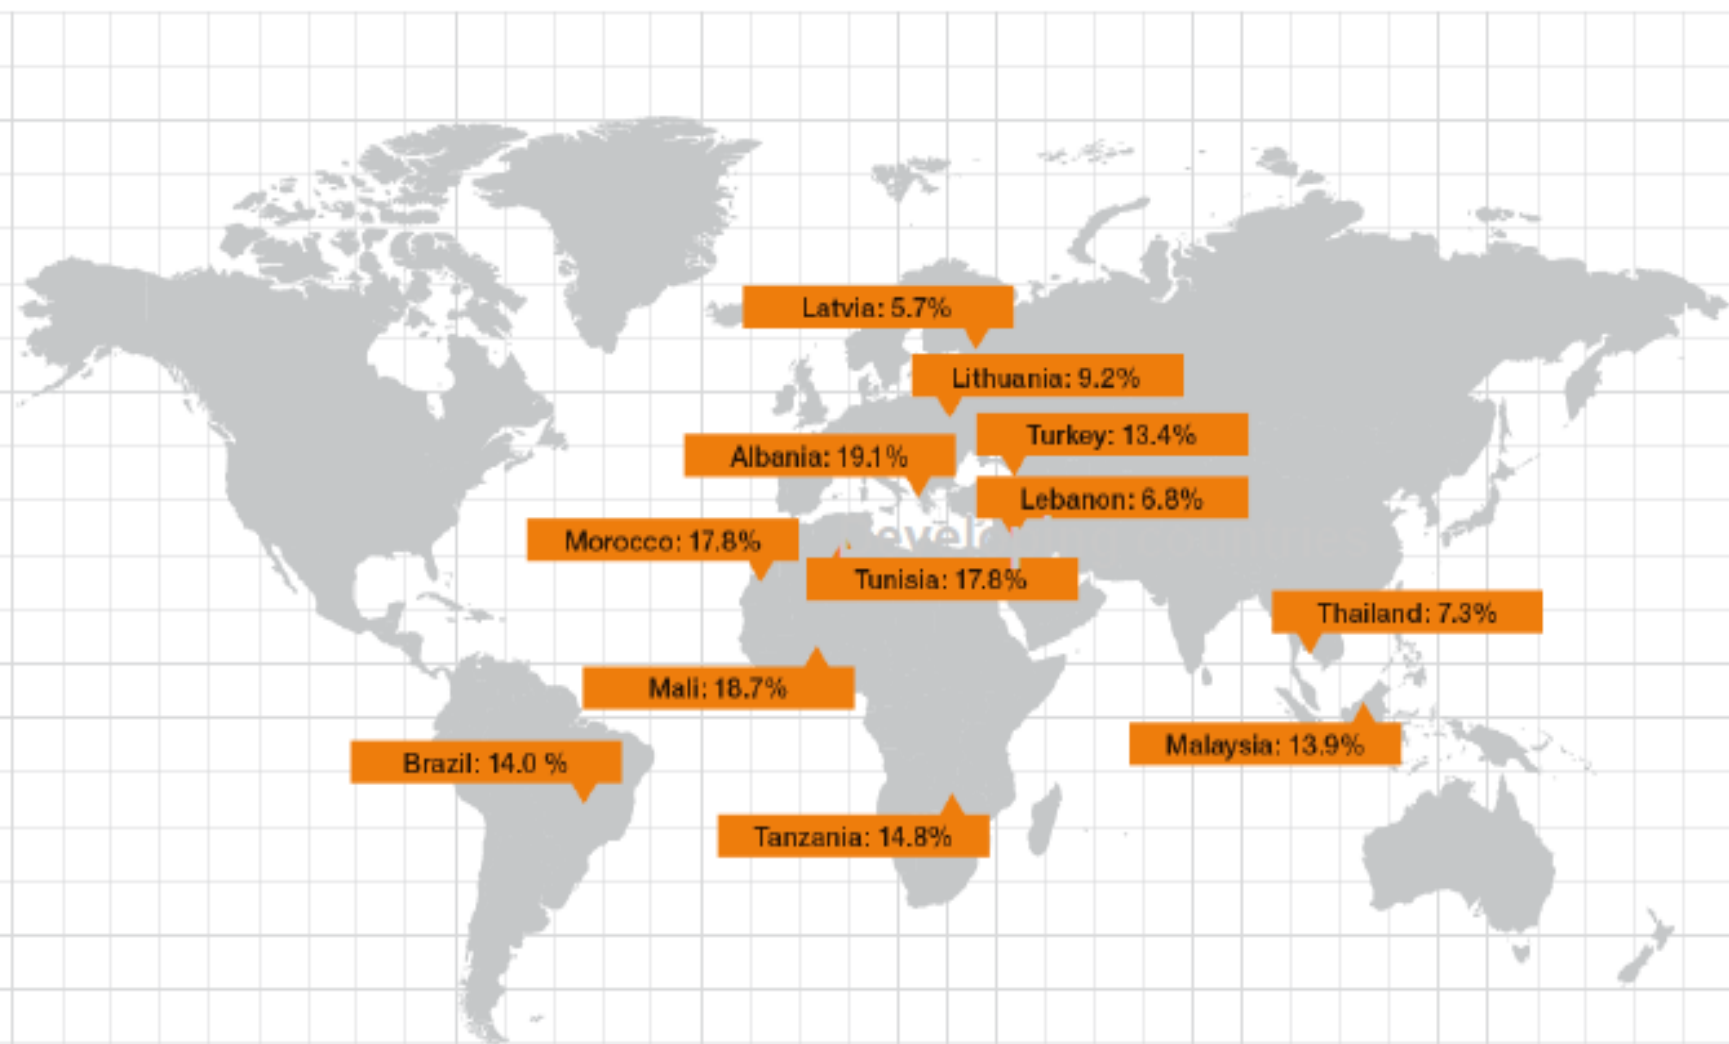 Latvia: 5.7%
Lithuania: 9.2%
Turkey: 13.4%
Albania: 19.1%
Lebanon: 6.8%
Morocco: 17.8%
Tunisia: 17.8%
Thailand: 7.3%
Mali: 18.7%
Malaysia: 13.9%
Brazil: 14.0 %
Tanzania: 14.8%